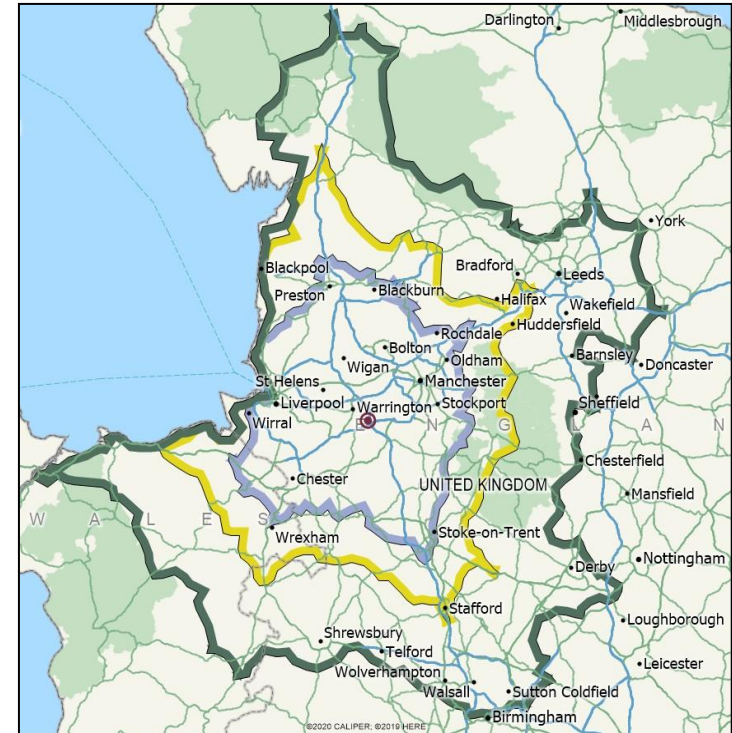 Darlington
Middlesbrough
York
Blackpool
Bradford
Leeds
Preston
Blackburn
Halifax
Wakefield
Huddersfield
Rochdale
Bolton
Barnsley
Wigan
Oldham
Doncaster
St Helens
Manchester
Liverpool
Warrington
Stockport
Sheffield
Wirral
E N G L A N
Chesterfield
Chester
UNITED KINGDOM
Mansfield
W A L E S
Wrexham
Stoke-on-Trent
Nottingham
Derby
Stafford
Loughborough
Shrewsbury
Telford
Leicester
Wolverhampton
Walsall
Sutton Coldfield
Birmingham
©2020 CALIPER; ©2019 HERE